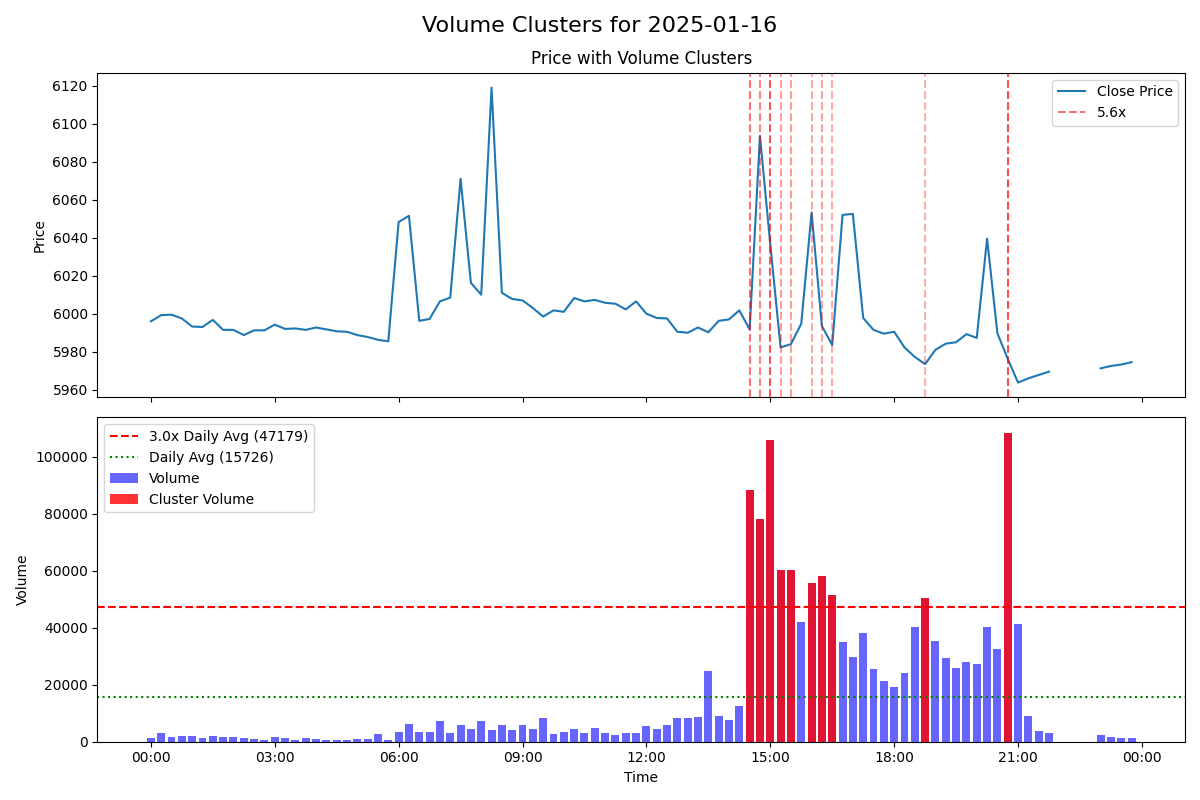 Volume Clusters for 2025-01-16
Price with Volume Clusters
Price
6120
6100
6080
6060
6040
6020
6000
5980
5960
Close Price
5.6x
Volume
100000
80000
60000
40000
20000
0
3.0x Daily Avg (47179)
Daily Avg (15726)
Volume
Cluster Volume
00:00 03:00 06:00 09:00 12:00 15:00 18:00 21:00 00:00
Time